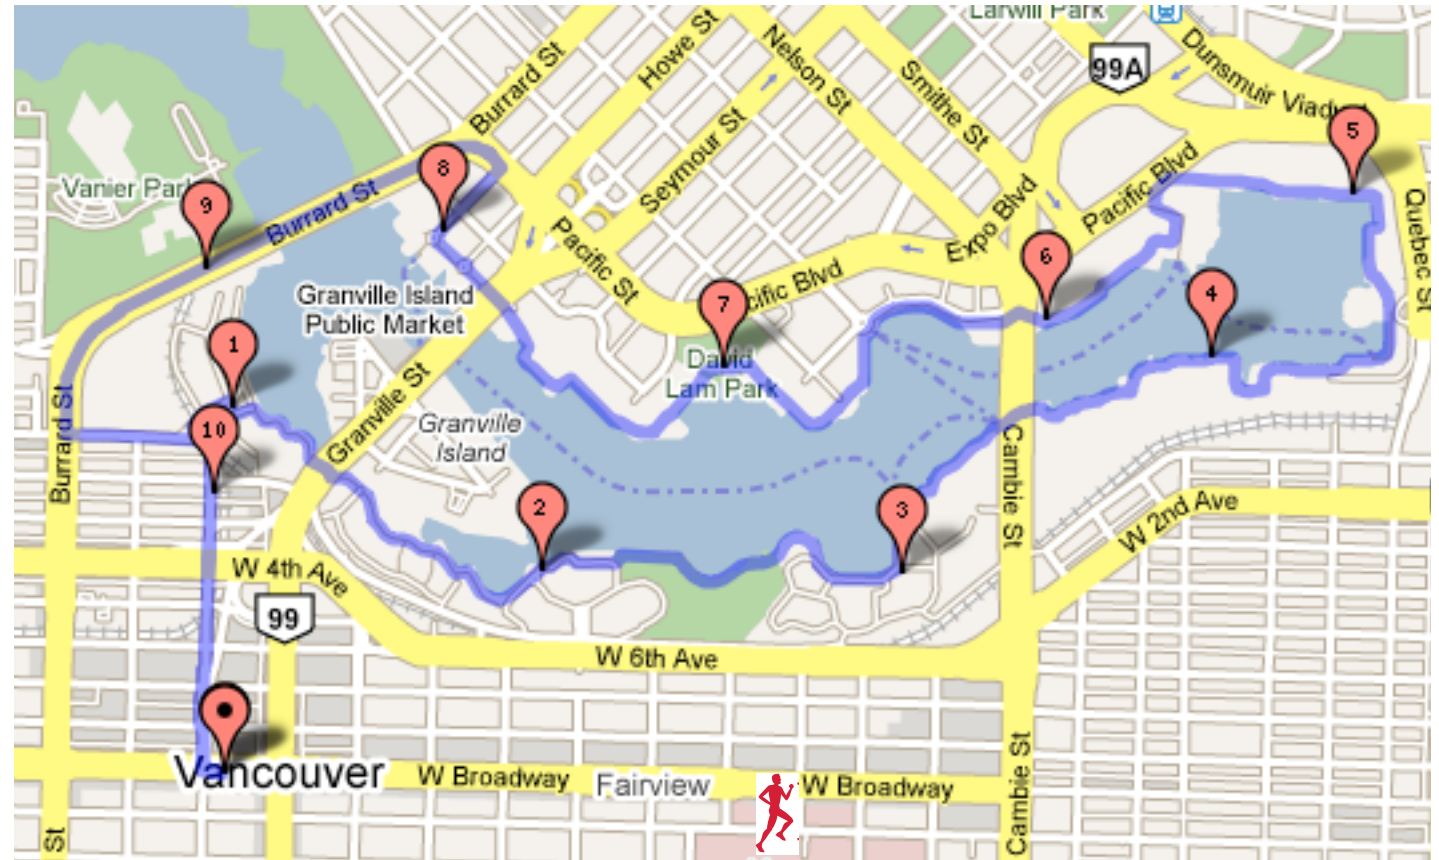 Larwill Park
Burrard St
Howe St
Nelson St
Smithe St
99A
Dunsmuir Viaduct
5
Seymour St
8
Vanier Park
9
Burrard St
Pacific St
Expo Blvd
Pacific Blvd
Quebec St
6
4
7
Pacific Blvd
Granville Island
Public Market
1
David
Lam Park
Granville St
Burrard St
10
Granville
Island
Cambie St
2
3
W 2nd Ave
W 4th Ave
99
W 6th Ave
Vancouver
W Broadway
Fairview
W Broadway
Cambie St
St